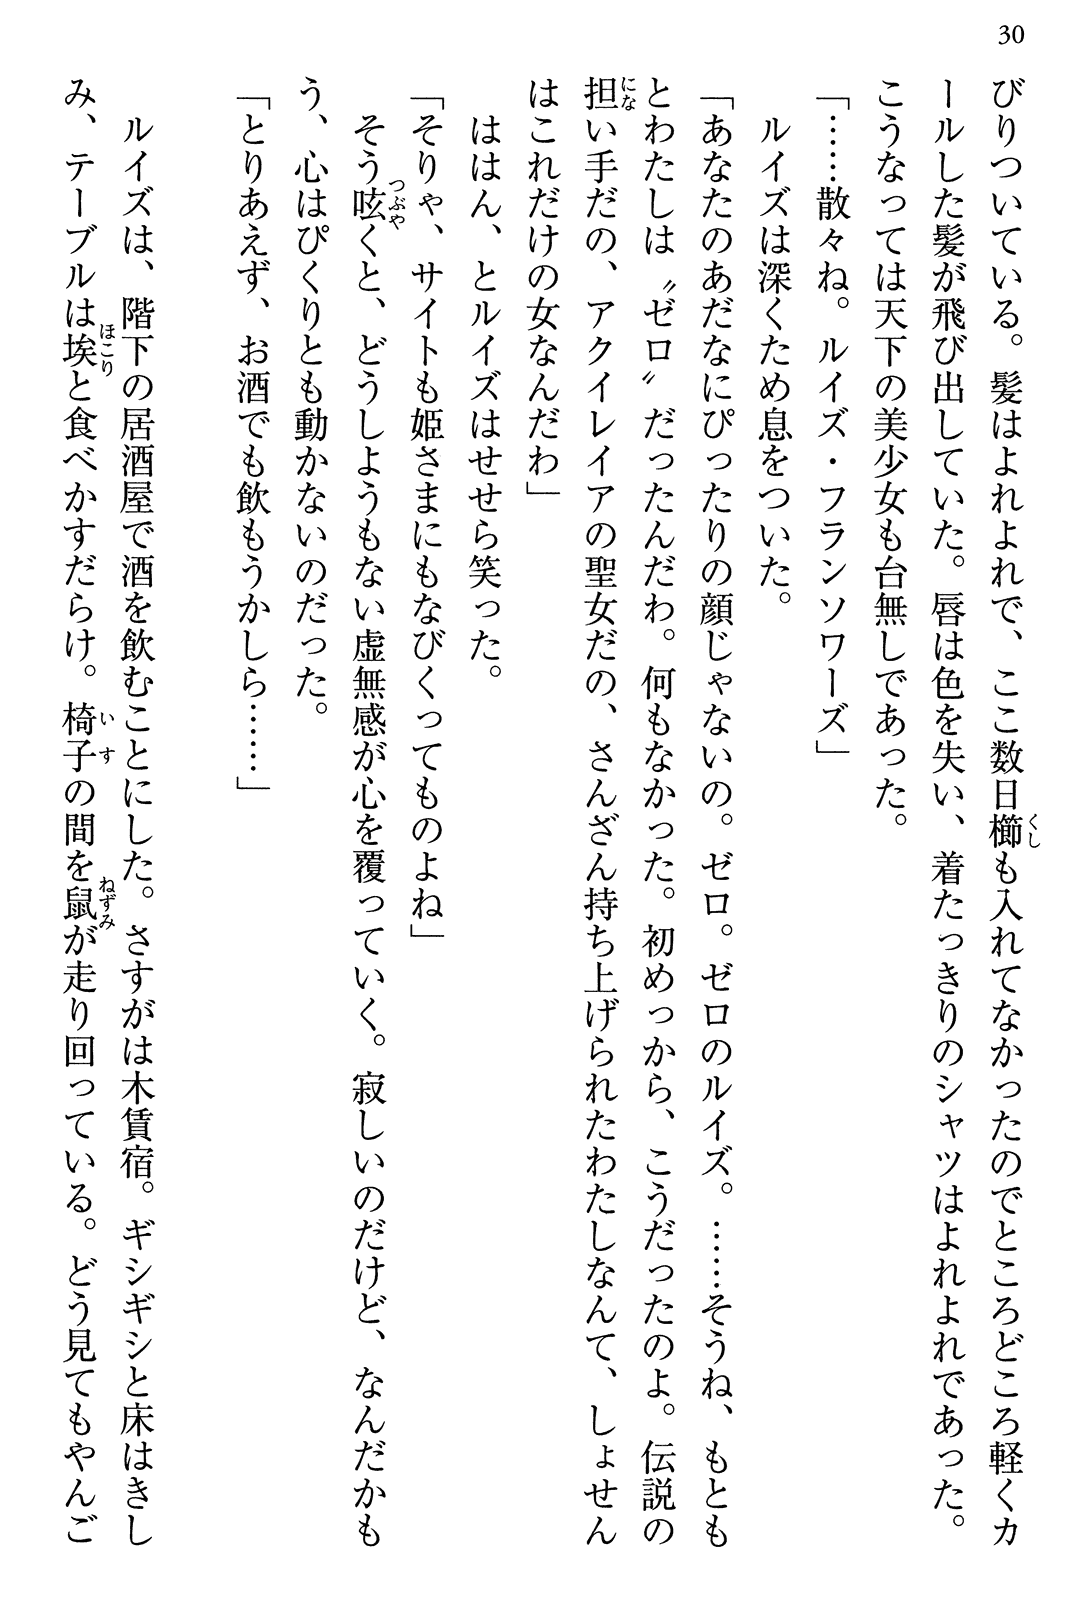 30
びりついている。髪はよれよれで、ここ数日櫛も入れてなかったのでところどころ軽くカ
ールした髪が飛び出していた。唇は色を失い、着たっきりのシャツはよれよれであった。
こうなっては天下の美少女も台無しであった。
「……散々ね。ルイズ・フランソワーズ」
ルイズは深くため息をついた。
「あなたのあだなにぴったりの顔じゃないの。ゼロ。ゼロのルイズ。……そうね、もとも
とわたしは〝ゼロ〟だったんだわ。何もなかった。初めっから、こうだったのよ。伝説の
担い手だの、アクイレイアの聖女だの、さんざん持ち上げられたわたしなんて、しょせん
はこれだけの女なんだわ」
ははん、とルイズはせせら笑った。
「そりゃ、サイトも姫さまにもなびくってものよね」
そう呟くと、どうしようもない虚無感が心を覆っていく。寂しいのだけど、なんだかも
う、心はぴくりとも動かないのだった。
「とりあえず、お酒でも飲もうかしら……」
ルイズは、階下の居酒屋で酒を飲むことにした。さすがは木賃宿。ギシギシと床はきし
み、テーブルは埃と食べかすだらけ。椅子の間を鼠が走り回っている。どう見てもやんご